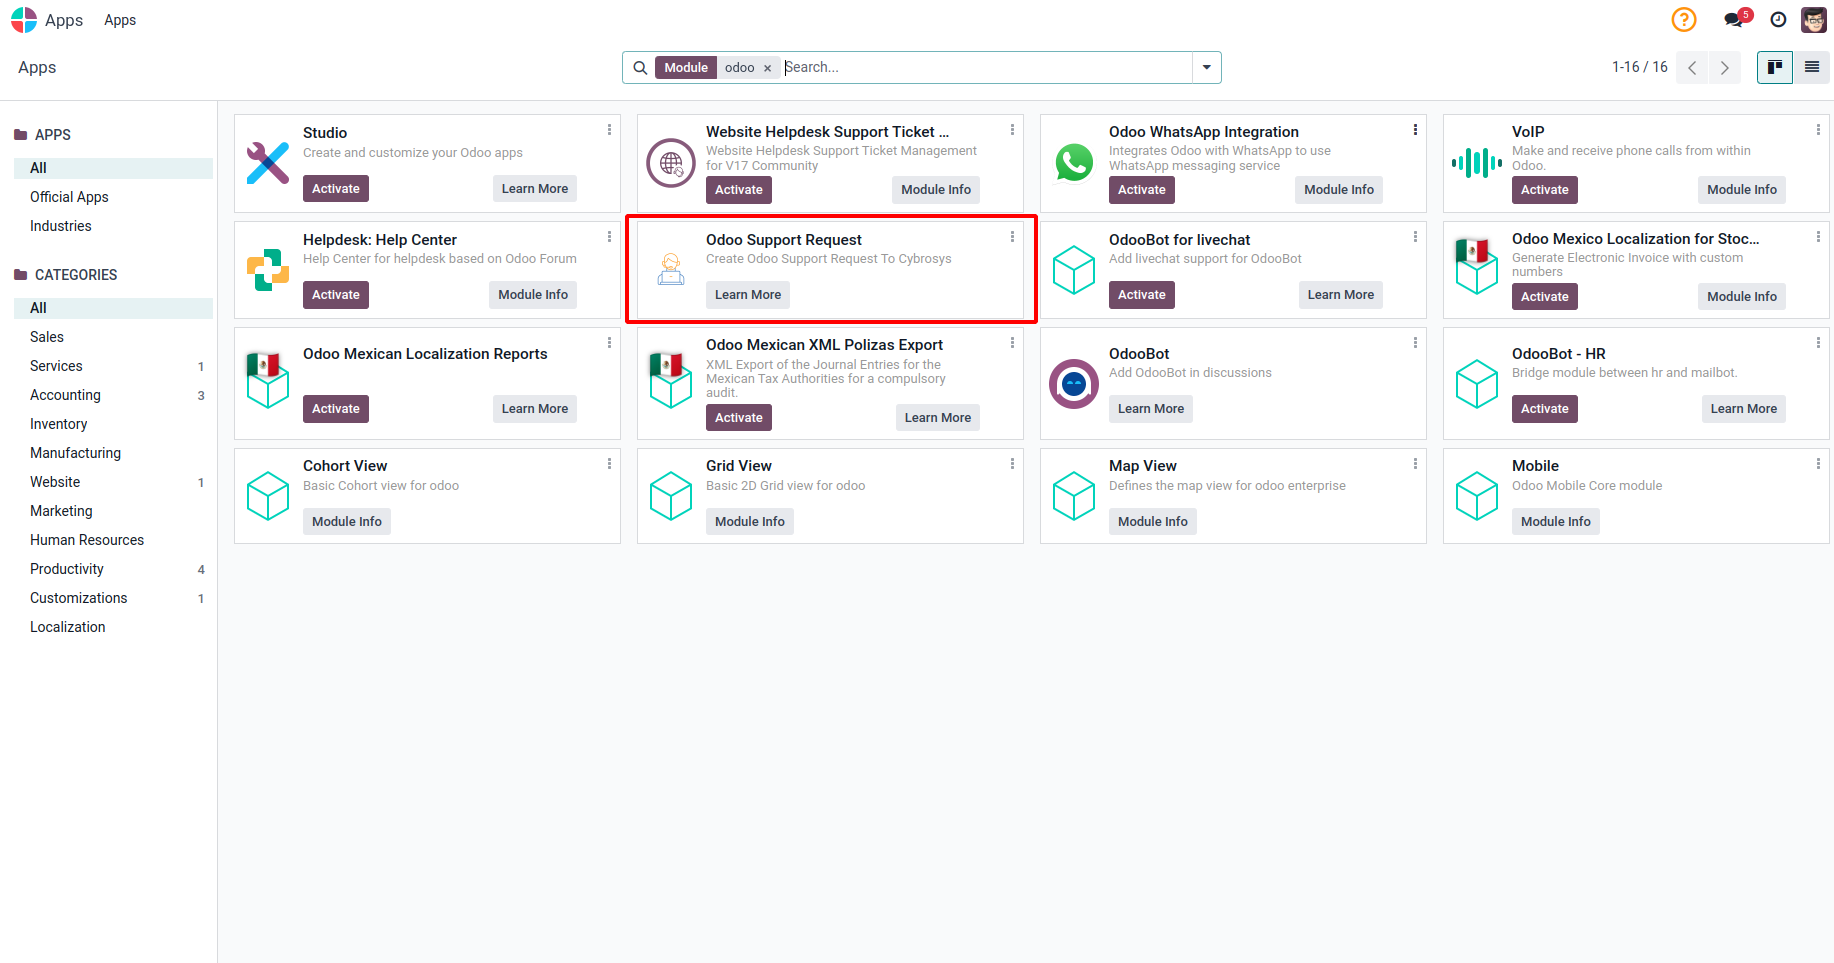 Apps Apps 5
Apps Module odoo × Search... 1-16 / 16
APPS
All
Official Apps
Industries
CATEGORIES
All
Sales
Services 1
Accounting 3
Inventory
Manufacturing
Website 1
Marketing
Human Resources
Productivity 4
Customizations 1
Localization
Studio
Create and customize your Odoo apps
Activate Learn More
Website Helpdesk Support Ticket ...
Website Helpdesk Support Ticket Management
for V17 Community
Activate Module Info
Odoo WhatsApp Integration
Integrates Odoo with WhatsApp to use
WhatsApp messaging service
Activate Module Info
VoIP
Make and receive phone calls from within
Odoo.
Activate Module Info
Helpdesk: Help Center
Help Center for helpdesk based on Odoo Forum
Activate Module Info
Odoo Support Request
Create Odoo Support Request To Cybrosys
Learn More
OdooBot for livechat
Add livechat support for OdooBot
Activate Learn More
Odoo Mexico Localization for Stoc...
Generate Electronic Invoice with custom
numbers
Activate Module Info
Odoo Mexican Localization Reports
Activate Learn More
Odoo Mexican XML Polizas Export
XML Export of the Journal Entries for the
Mexican Tax Authorities for a compulsory
audit.
Activate Learn More
OdooBot
Add OdooBot in discussions
Learn More
OdooBot - HR
Bridge module between hr and mailbot.
Activate Learn More
Cohort View
Basic Cohort view for odoo
Module Info
Grid View
Basic 2D Grid view for odoo
Module Info
Map View
Defines the map view for odoo enterprise
Module Info
Mobile
Odoo Mobile Core module
Module Info